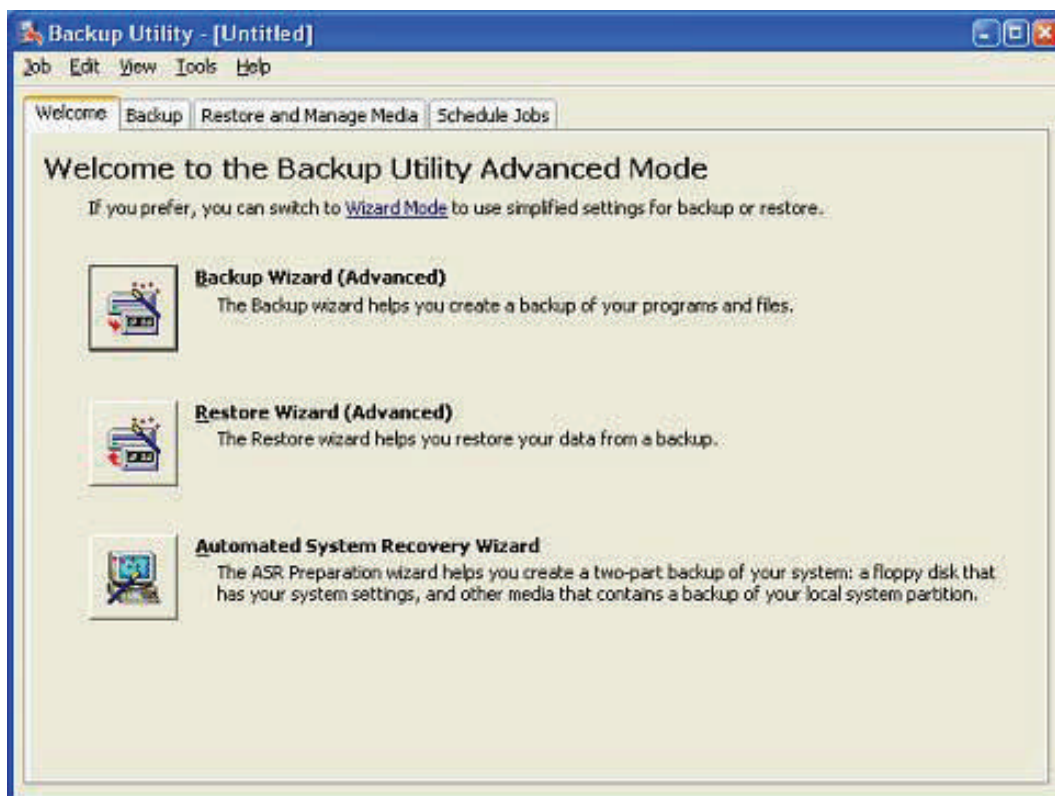 Backup Utility - [Untitled]
Job Edit View Tools Help
Welcome Backup Restore and Manage Media Schedule Jobs
Welcome to the Backup Utility Advanced Mode
If you prefer, you can switch to Wizard Mode to use simplified settings for backup or restore.
Backup Wizard (Advanced)
The Backup wizard helps you create a backup of your programs and files.
Restore Wizard (Advanced)
The Restore wizard helps you restore your data from a backup.
Automated System Recovery Wizard
The ASR Preparation wizard helps you create a two-part backup of your system: a floppy disk that
has your system settings, and other media that contains a backup of your local system partition.